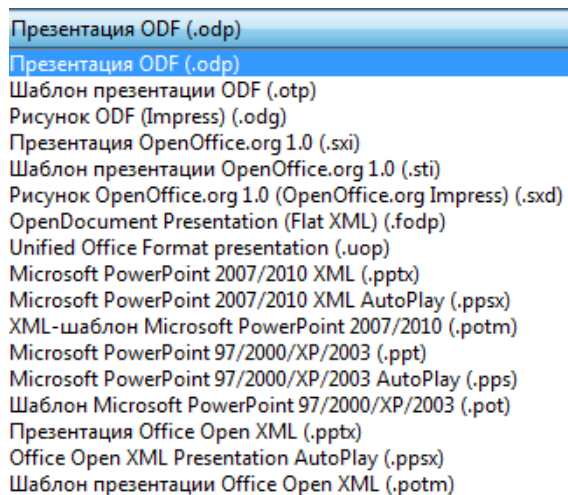 Презентация ODF (.odp)
Презентация ODF (.odp)
Шаблон презентации ODF (.otp)
Рисунок ODF (Impress) (.odg)
Презентация OpenOffice.org 1.0 (.sxi)
Шаблон презентации OpenOffice.org 1.0 (.sti)
Рисунок OpenOffice.org 1.0 (OpenOffice.org Impress) (.sxd)
OpenDocument Presentation (Flat XML) (.fodp)
Unified Office Format presentation (.uop)
Microsoft PowerPoint 2007/2010 XML (.pptx)
Microsoft PowerPoint 2007/2010 XML AutoPlay (.ppsx)
XML-шаблон Microsoft PowerPoint 2007/2010 (.potm)
Microsoft PowerPoint 97/2000/XP/2003 (.ppt)
Microsoft PowerPoint 97/2000/XP/2003 AutoPlay (.pps)
Шаблон Microsoft PowerPoint 97/2000/XP/2003 (.pot)
Презентация Office Open XML (.pptx)
Office Open XML Presentation AutoPlay (.ppsx)
Шаблон презентации Office Open XML (.potm)